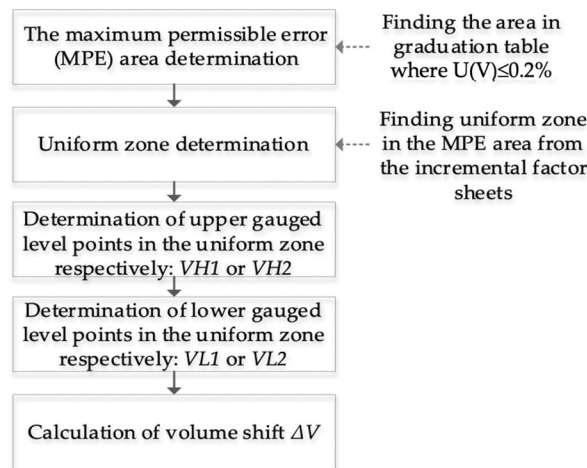 The maximum permissible error
(MPE) area determination
Finding the area in
graduation table
where U(V)≤0.2%
Uniform zone determination
Finding uniform zone
in the MPE area from
the incremental factor
sheets
Determination of upper gauged
level points in the uniform zone
respectively: VH1 or VH2
Determination of lower gauged
level points in the uniform zone
respectively: VL1 or VL2
Calculation of volume shift ΔV